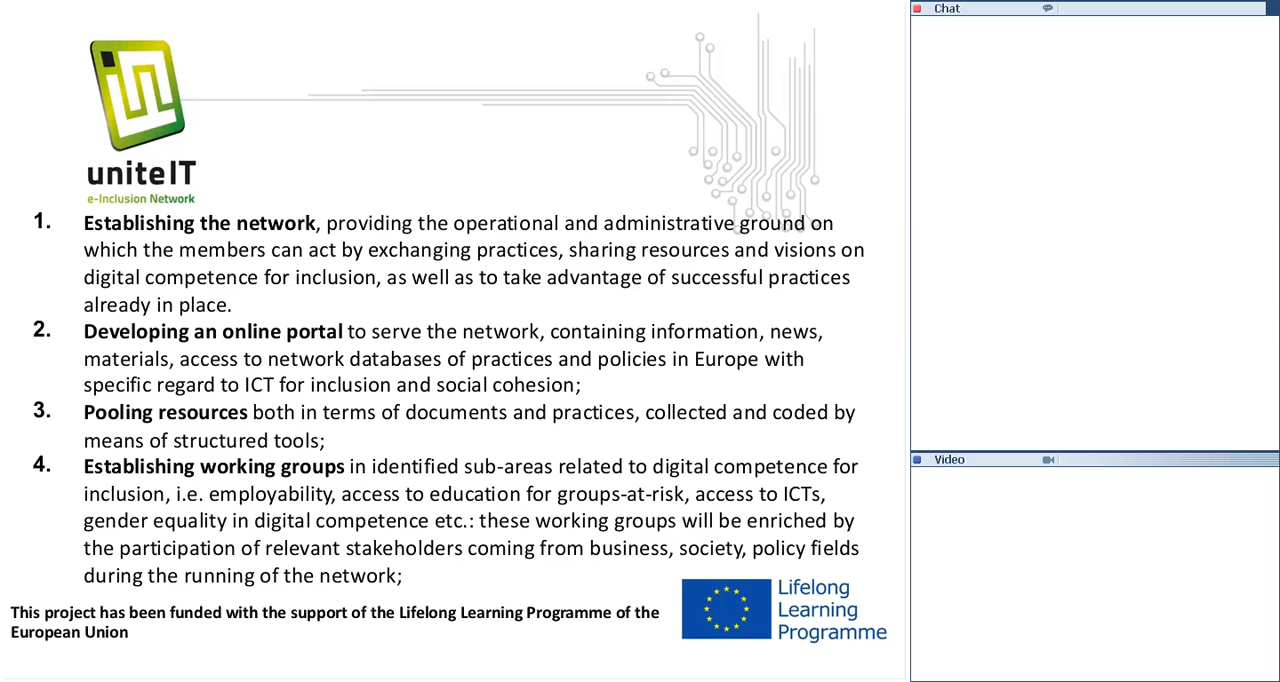 Chat
uniteIT
e-Inclusion Network
1. Establishing the network, providing the operational and administrative ground on
which the members can act by exchanging practices, sharing resources and visions on
digital competence for inclusion, as well as to take advantage of successful practices
already in place.
2. Developing an online portal to serve the network, containing information, news,
materials, access to network databases of practices and policies in Europe with
specific regard to ICT for inclusion and social cohesion;
3. Pooling resources both in terms of documents and practices, collected and coded by
means of structured tools;
4. Establishing working groups in identified sub-areas related to digital competence for
inclusion, i.e. employability, access to education for groups-at-risk, access to ICTs,
gender equality in digital competence etc.: these working groups will be enriched by
the participation of relevant stakeholders coming from business, society, policy fields
during the running of the network;
This project has been funded with the support of the Lifelong Learning Programme of the
European Union
Lifelong
Learning
Programme
Video